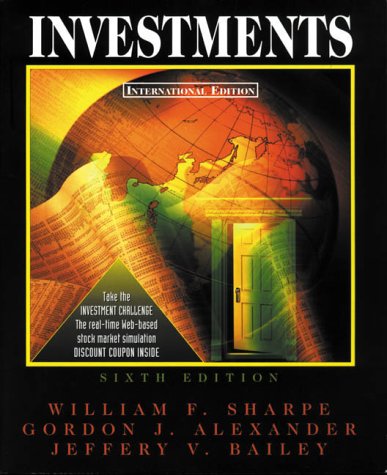 INVESTMENTS
INTERNATIONAL EDITION
Take the
INVESTMENT CHALLENGE
The real-time Web-based
stock market simulation
DISCOUNT COUPON INSIDE
SIXTH EDITION
WILLIAM F. SHARPE
GORDON J. ALEXANDER
JEFFERY V. BAILEY